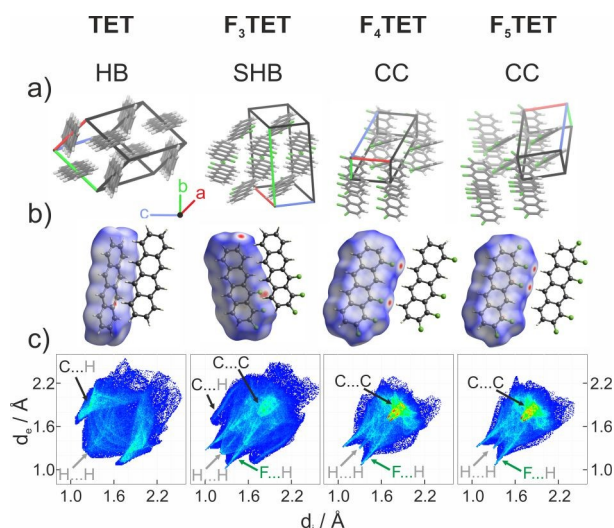 TET F₃TET F₄TET F₅TET
HB SHB CC CC
a)
b
a
c
b)
c)
C...H C...C C...C C...C
C...H
H...H H...H F...H H...H F...H H...H F...H
dₑ / Å
2.2
1.6
1.0
2.2
1.6
1.0
1.0 1.6 2.2 1.0 1.6 2.2 1.0 1.6 2.2 1.0 1.6 2.2
dᵢ / Å